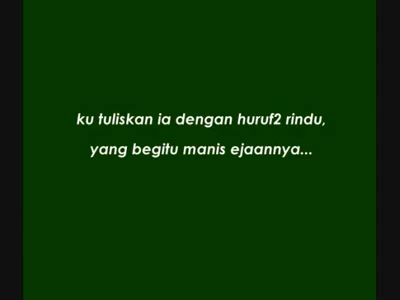 ku tuliskan ia dengan huruf2 rindu,
yang begitu manis ejaannya...